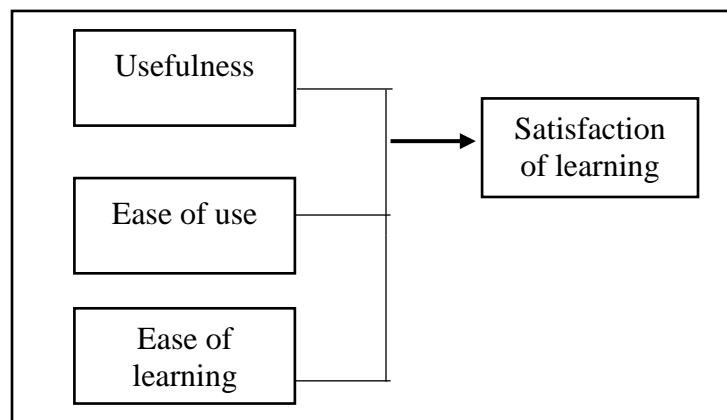 Usefulness
Satisfaction
of learning
Ease of use
Ease of
learning